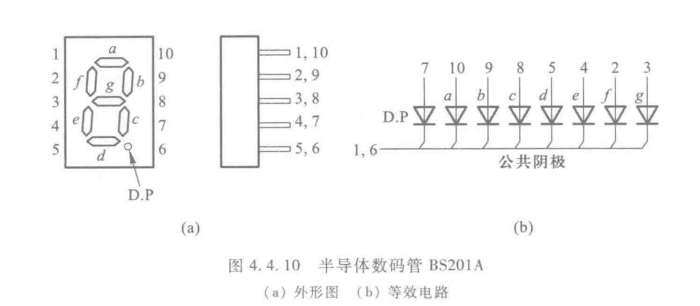 1 a 10 1, 10
2 f b 9 2, 9
g
3 8 3, 8
4 e c 7 4, 7
5 d 6 5, 6
D.P
7 10 9 8 5 4 2 3
a b c d e f g
D.P
1, 6
公共阴极
(a) (b)
图 4.4.10 半导体数码管 BS201A
(a) 外形图 (b) 等效电路